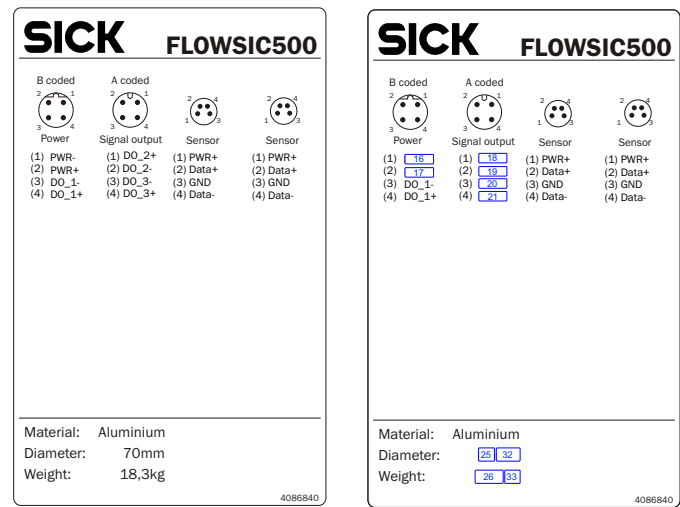 SICK FLOWSIC500
B coded A coded
2 1 2 1 2 4 2 4
3 4 3 4 1 3 1 3
Power Signal output Sensor Sensor
(1) PWR- (1) DO_2+ (1) PWR+ (1) PWR+
(2) PWR+ (2) DO_2- (2) Data+ (2) Data+
(3) DO_1- (3) DO_3- (3) GND (3) GND
(4) DO_1+ (4) DO_3+ (4) Data- (4) Data-
Material: Aluminium
Diameter: 70mm
Weight: 18,3kg
4086840
SICK FLOWSIC500
B coded A coded
2 1 2 1 2 4 2 4
3 4 3 4 1 3 1 3
Power Signal output Sensor Sensor
(1) 16 (1) 18 (1) PWR+ (1) PWR+
(2) 17 (2) 19 (2) Data+ (2) Data+
(3) DO_1- (3) 20 (3) GND (3) GND
(4) DO_1+ (4) 21 (4) Data- (4) Data-
Material: Aluminium
Diameter: 25 32
Weight: 26 33
4086840